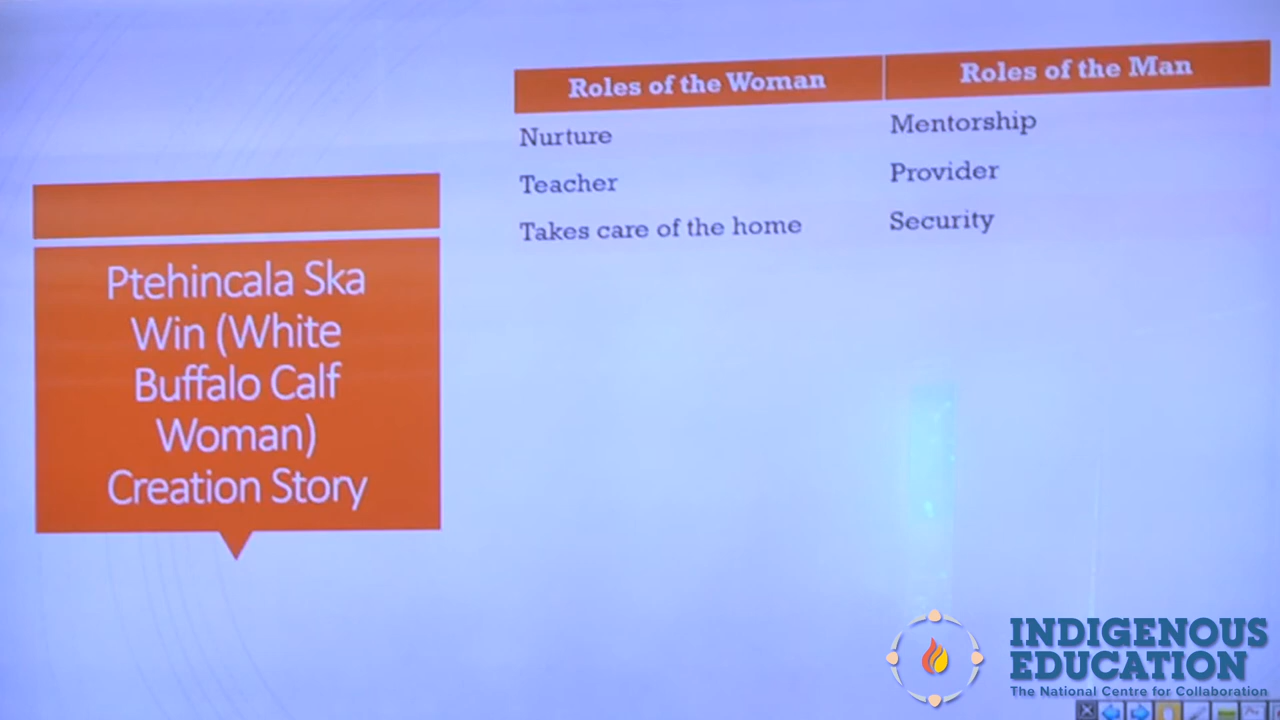 Ptehincala Ska
Win (White
Buffalo Calf
Woman)
Creation Story
Roles of the Woman
Roles of the Man
Nurture
Mentorship
Teacher
Provider
Takes care of the home
Security
INDIGENOUS
EDUCATION
The National Centre for Collaboration